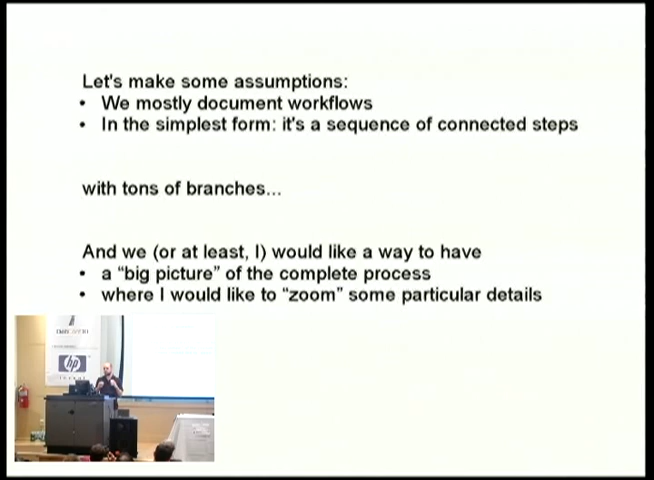 Let's make some assumptions:
• We mostly document workflows
• In the simplest form: it's a sequence of connected steps
with tons of branches...
And we (or at least, I) would like a way to have
• a “big picture” of the complete process
• where I would like to “zoom” some particular details
hp
invent